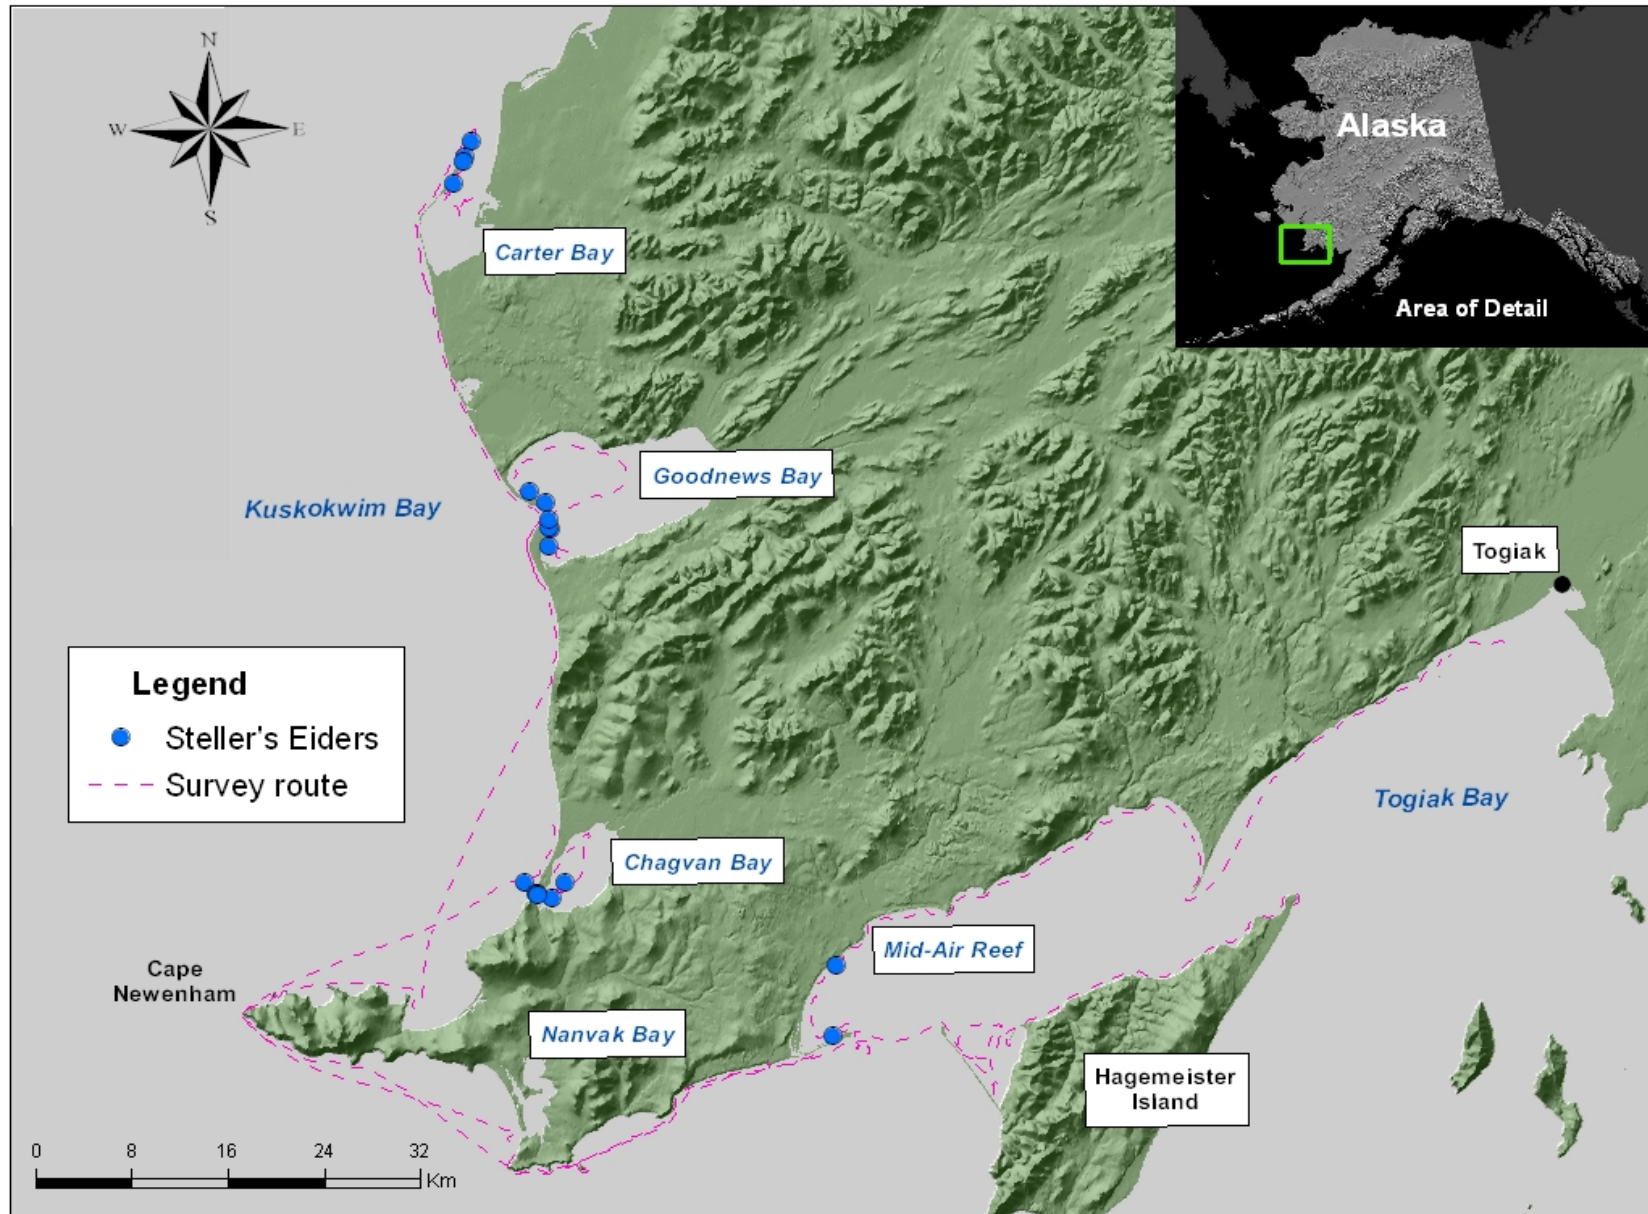 N
W
E
S
Alaska
Area of Detail
Carter Bay
Goodnews Bay
Kuskokwim Bay
Togiak
Legend
Steller's Eiders
Survey route
Togiak Bay
Chagvan Bay
Mid-Air Reef
Cape
Newenham
Nanvak Bay
Hagemeister
Island
0 8 16 24 32
Km